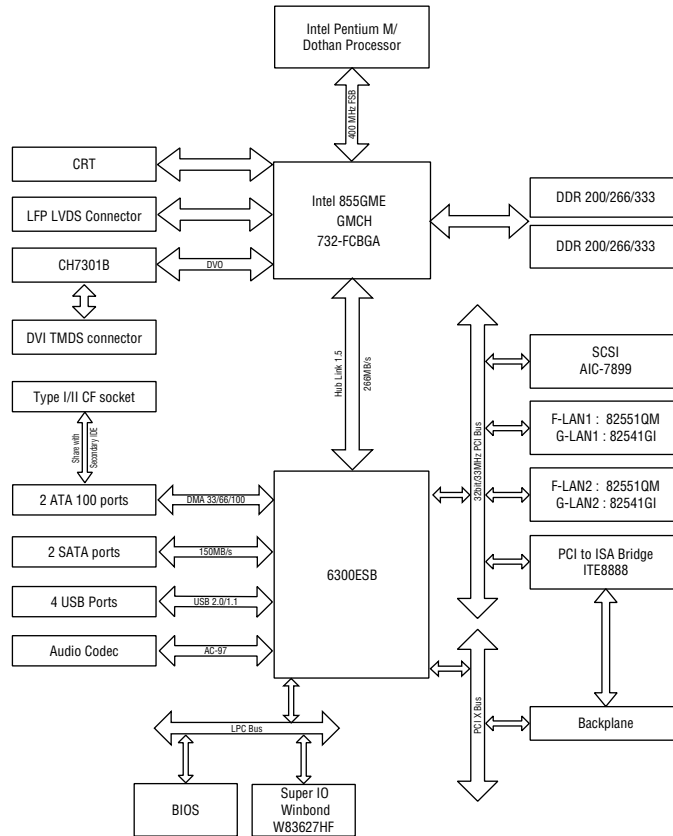 Intel Pentium M/
Dothan Processor
400 MHz FSB
CRT
LFP LVDS Connector
CH7301B
DVO
DVI TMDS connector
Intel 855GME
GMCH
732-FCBGA
DDR 200/266/333
DDR 200/266/333
Hub Link 1.5
266MB/s
Type I/II CF socket
Share with
Secondary IDE
2 ATA 100 ports
DMA 33/66/100
2 SATA ports
150MB/s
4 USB Ports
USB 2.0/1.1
Audio Codec
AC-97
6300ESB
32bit/33MHz PCI Bus
SCSI
AIC-7899
F-LAN1 : 82551QM
G-LAN1 : 82541GI
F-LAN2 : 82551QM
G-LAN2 : 82541GI
PCI to ISA Bridge
ITE8888
PCI X Bus
Backplane
LPC Bus
BIOS
Super IO
Winbond
W83627HF